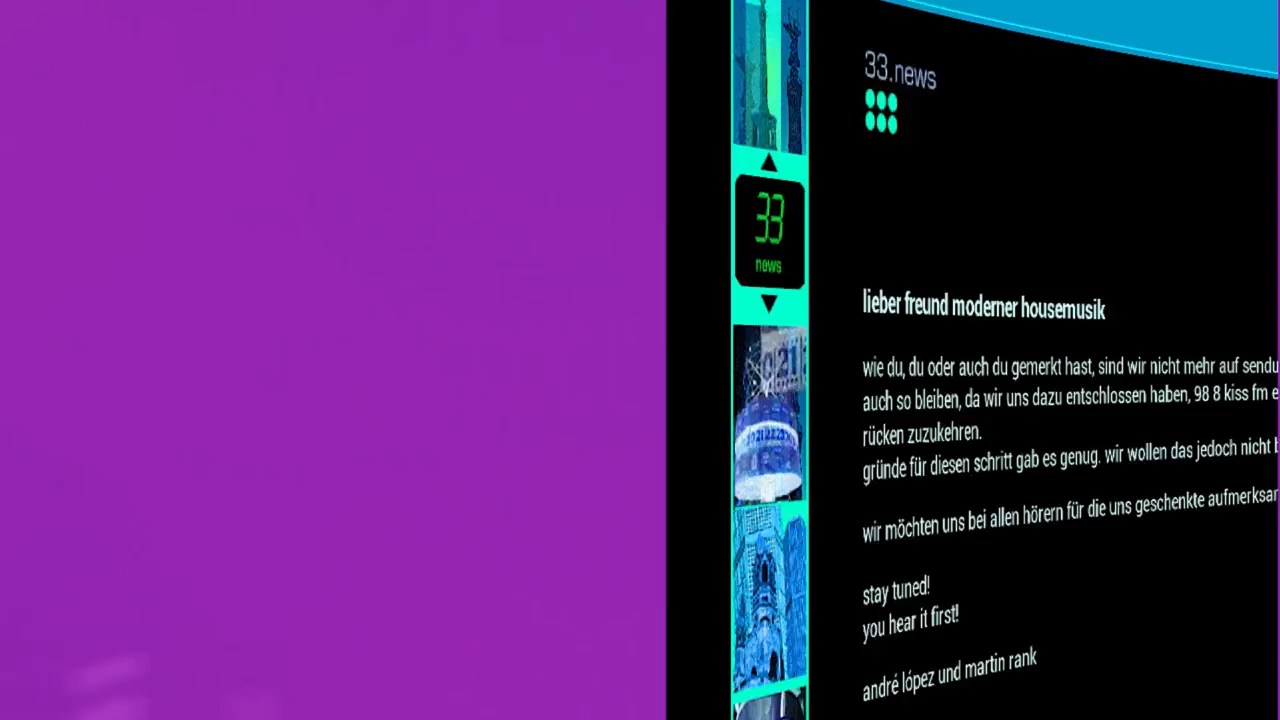 33.news
33
news
lieber freund moderner housemusik
wie du, du oder auch du gemerkt hast, sind wir nicht mehr auf sendu
auch so bleiben, da wir uns dazu entschlossen haben, 98 8 kiss fm e
rücken zuzukehren.
gründe für diesen schritt gab es genug. wir wollen das jedoch nicht
wir möchten uns bei allen hörern für die uns geschenkte aufmerksam
stay tuned!
you hear it first!
andré lópez und martin rank